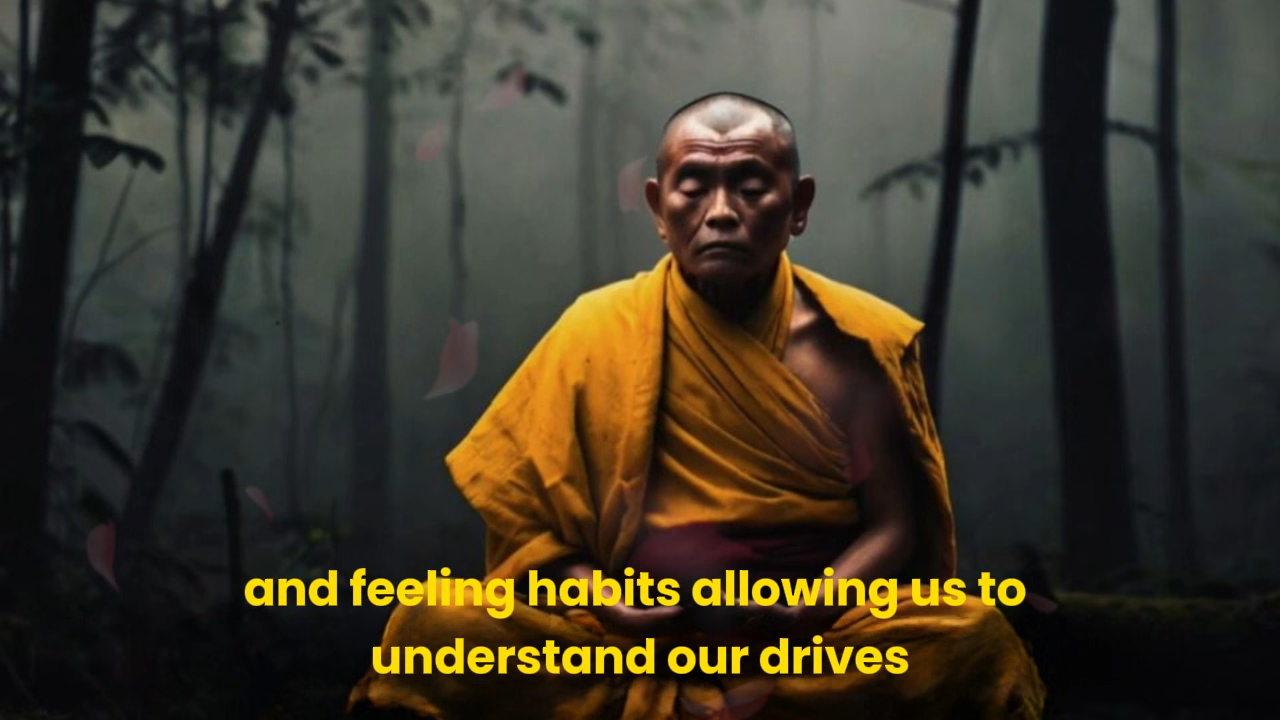 and feeling habits allowing us to
understand our drives